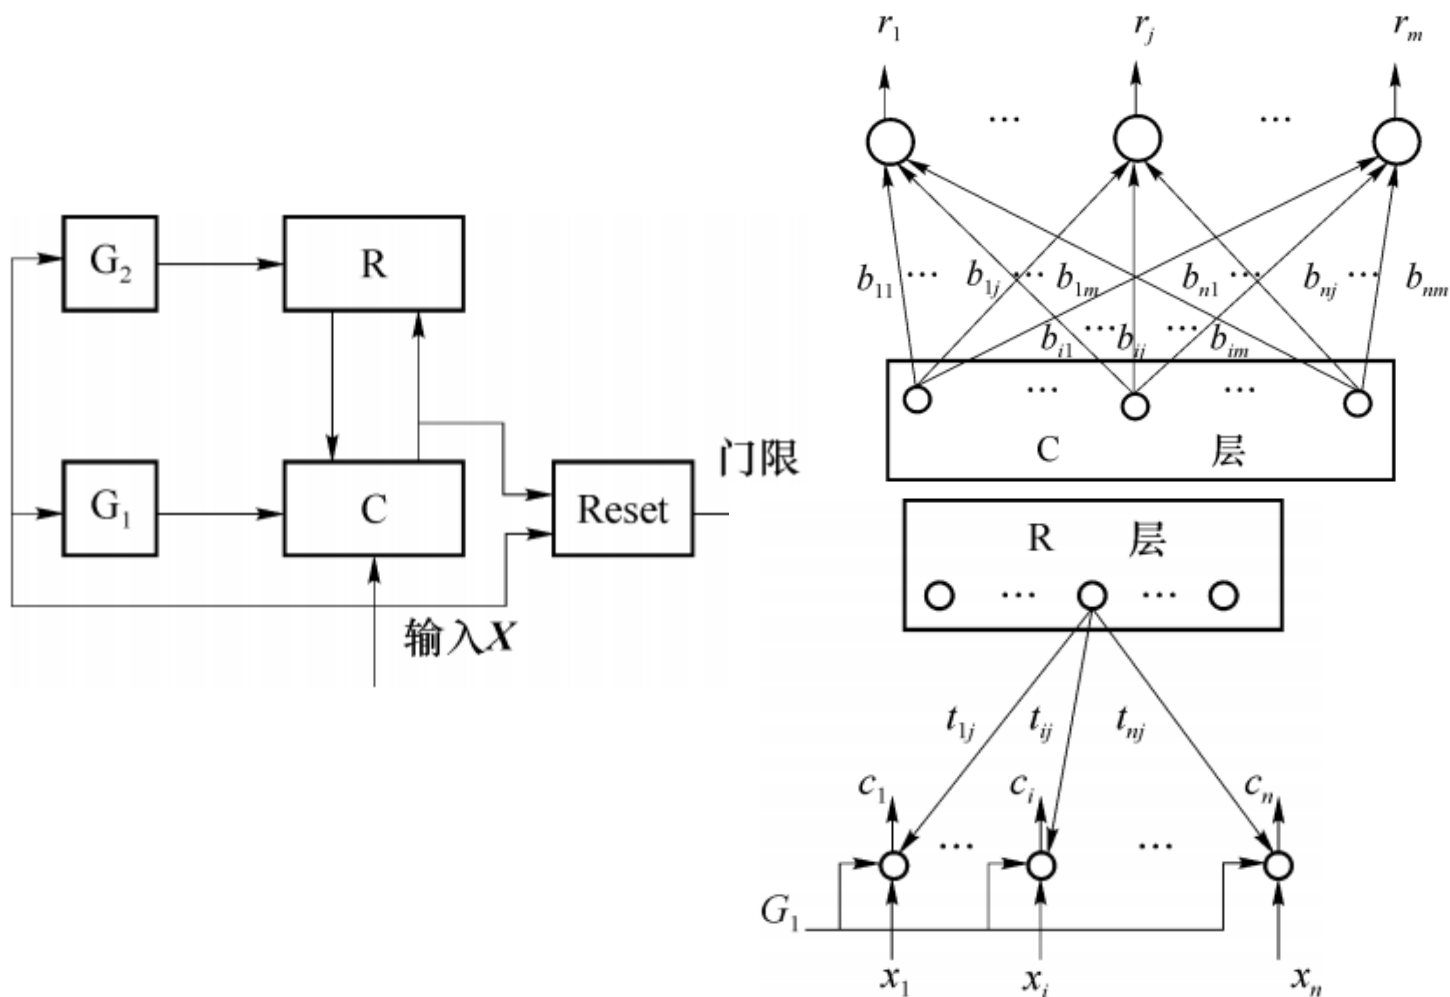 G₂
R
G₁
C
Reset
门限
输入X
r₁ rⱼ rₘ
… …
b₁₁ … b₁ⱼ … b₁ₘ bₙ₁ … bₙⱼ … bₙₘ
bᵢ₁ … bᵢⱼ … bᵢₘ
… …
C 层
R 层
… …
t₁ⱼ tᵢⱼ tₙⱼ
c₁ cᵢ cₙ
… …
G₁
x₁ xᵢ xₙ